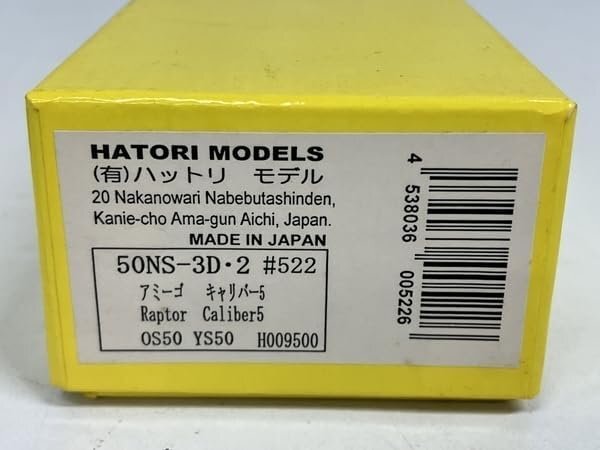 HATORI MODELS
(有)ハットリ モデル
20 Nakanowari Nabebutashinden,
Kanie-cho Ama-gun Aichi, Japan.
MADE IN JAPAN
50NS-3D・2 #522
アミーゴ キャリバー5
Raptor Caliber5
OS50 YS50 H009500
4 538036 005226